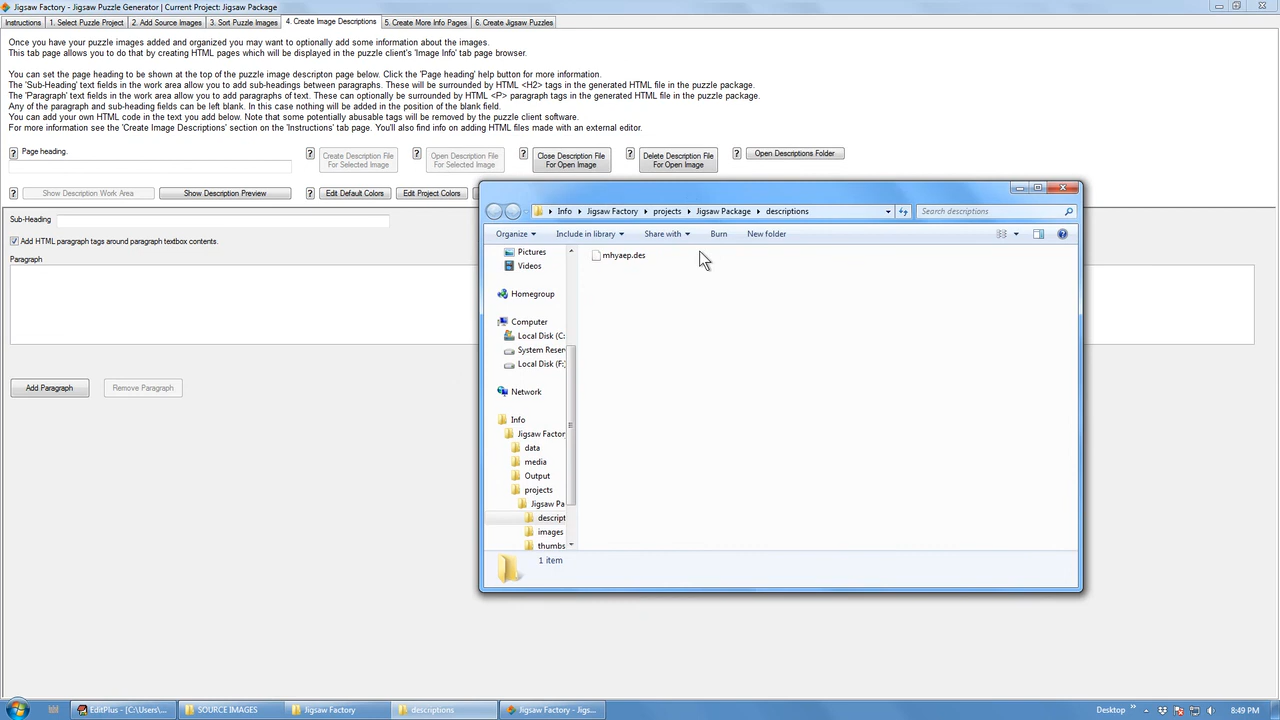 Jigsaw Factory - Jigsaw Puzzle Generator | Current Project: Jigsaw Package
Instructions
1. Select Puzzle Project
2. Add Source Images
3. Sort Puzzle Images
4. Create Image Descriptions
5. Create More Info Pages
6. Create Jigsaw Puzzles
Once you have your puzzle images added and organized you may want to optionally add some information about the images.
This tab page allows you to do that by creating HTML pages which will be displayed in the puzzle client's 'Image Info' tab page browser.
You can set the page heading to be shown at the top of the puzzle image descripton page below. Click the 'Page heading' help button for more information.
The 'Sub-Heading' text fields in the work area allow you to add sub-headings between paragraphs. These will be surrounded by HTML <H2> tags in the generated HTML file in the puzzle package.
The 'Paragraph' text fields in the work area allow you to add paragraphs of text. These can optionally be surrounded by HTML <P> paragraph tags in the generated HTML file in the puzzle package.
Any of the paragraph and sub-heading fields can be left blank. In this case nothing will be added in the position of the blank field.
You can add your own HTML code in the text you add below. Note that some potentially abusable tags will be removed by the puzzle client software.
For more information see the 'Create Image Descriptions' section on the 'Instructions' tab page. You'll also find info on adding HTML files made with an external editor.
? Page heading.
? Create Description File
For Selected Image
? Open Description File
For Selected Image
? Close Description File
For Open Image
? Delete Description File
For Open Image
? Open Descriptions Folder
? Show Description Work Area
Show Description Preview
? Edit Default Colors
Edit Project Colors
Sub-Heading
Add HTML paragraph tags around paragraph textbox contents.
Paragraph
Add Paragraph
Remove Paragraph
Info
Jigsaw Factory
projects
Jigsaw Package
descriptions
Search descriptions
Organize
Include in library
Share with
Burn
New folder
?
Pictures
Videos
Homegroup
Computer
Local Disk (C:
System Reser
Local Disk (F:)
Network
Info
Jigsaw Factor
data
media
Output
projects
Jigsaw Pa
descript
images
thumbs
mhyaep.des
1 item
EditPlus - [C:\Users\...
SOURCE IMAGES
Jigsaw Factory
descriptions
Jigsaw Factory - Jigs...
Desktop
8:49 PM